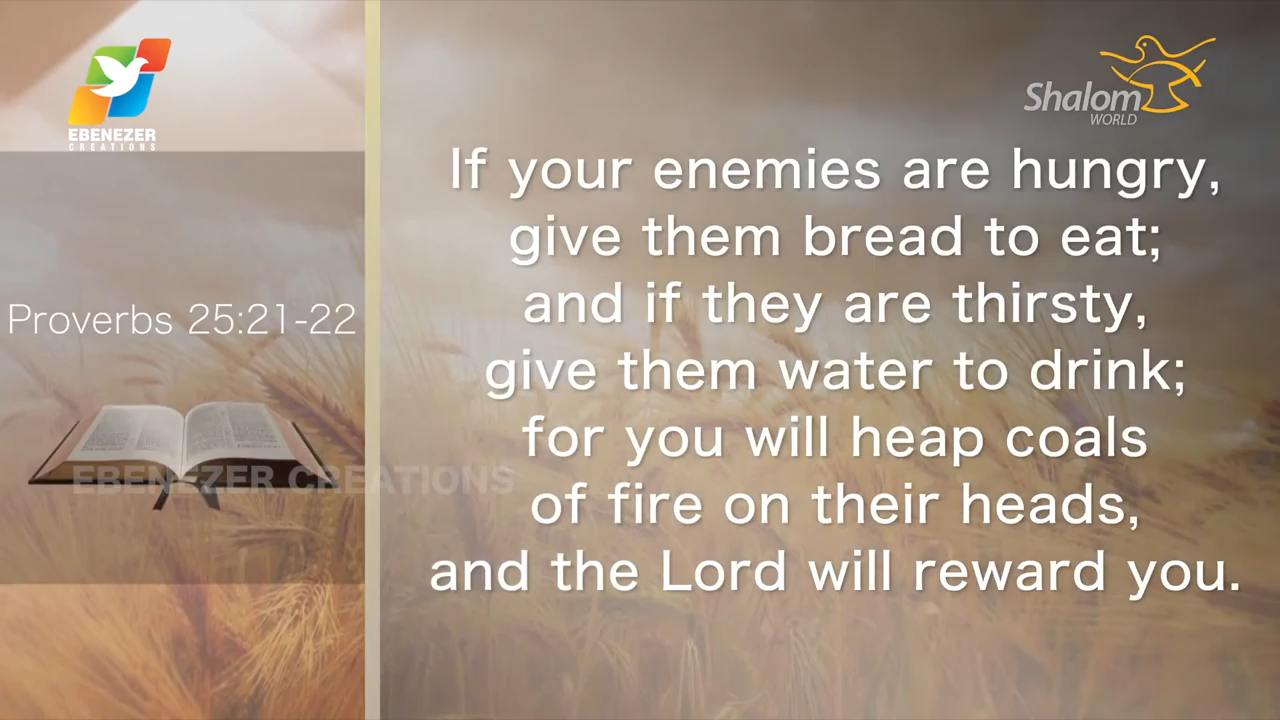 EBENEZER
CREATIONS
Shalom
WORLD
Proverbs 25:21-22
If your enemies are hungry,
give them bread to eat;
and if they are thirsty,
give them water to drink;
for you will heap coals
of fire on their heads,
and the Lord will reward you.
EBENEZER CREATIONS